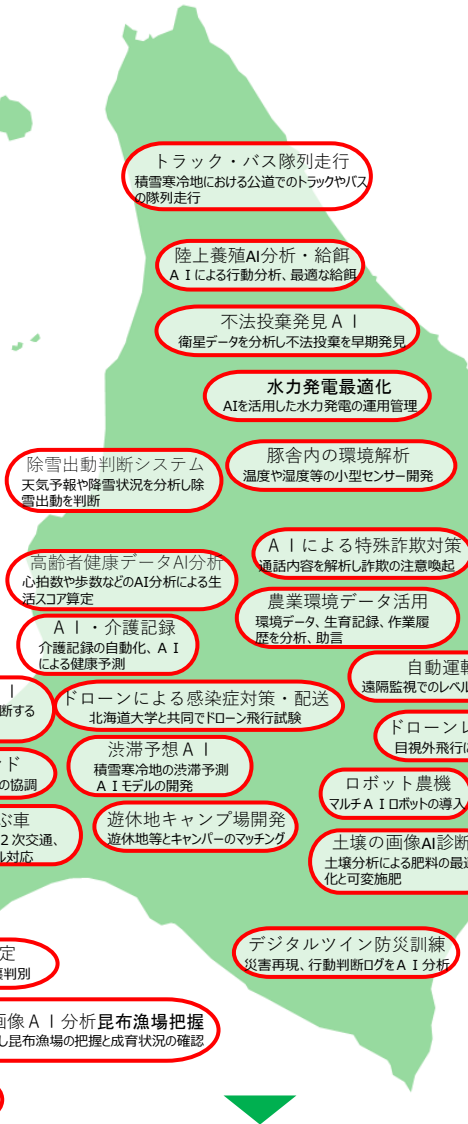 トラック・バス隊列走行
積雪寒冷地における公道でのトラックやバス
の隊列走行
陸上養殖AI分析・給餌
ＡＩによる行動分析、最適な給餌
不法投棄発見ＡＩ
衛星データを分析し不法投棄を早期発見
水力発電最適化
AIを活用した水力発電の運用管理
除雪出動判断システム
天気予報や降雪状況を分析し除
雪出動を判断
豚舎内の環境解析
温度や湿度等の小型センサー開発
ＡＩによる特殊詐欺対策
通話内容を解析し詐欺の注意喚起
高齢者健康データAI分析
心拍数や歩数などのAI分析による生
活スコア算定
農業環境データ活用
環境データ、生育記録、作業履
歴を分析、助言
ＡＩ・介護記録
介護記録の自動化、ＡＩ
による健康予測
自動運転
遠隔監視でのレベル
Ｉ
断する
ドローンによる感染症対策・配送
北海道大学と共同でドローン飛行試験
ドローンレ
目視外飛行に
ド
の協調
渋滞予想ＡＩ
積雪寒冷地の渋滞予測
ＡＩモデルの開発
ロボット農機
マルチＡＩロボットの導入
ぶ車
２次交通、
ル対応
遊休地キャンプ場開発
遊休地等とキャンパーのマッチング
土壌の画像AI診断
土壌分析による肥料の最適
化と可変施肥
定
判別
デジタルツイン防災訓練
災害再現、行動判断ログをＡＩ分析
画像ＡＩ分析昆布漁場把握
し昆布漁場の把握と成育状況の確認